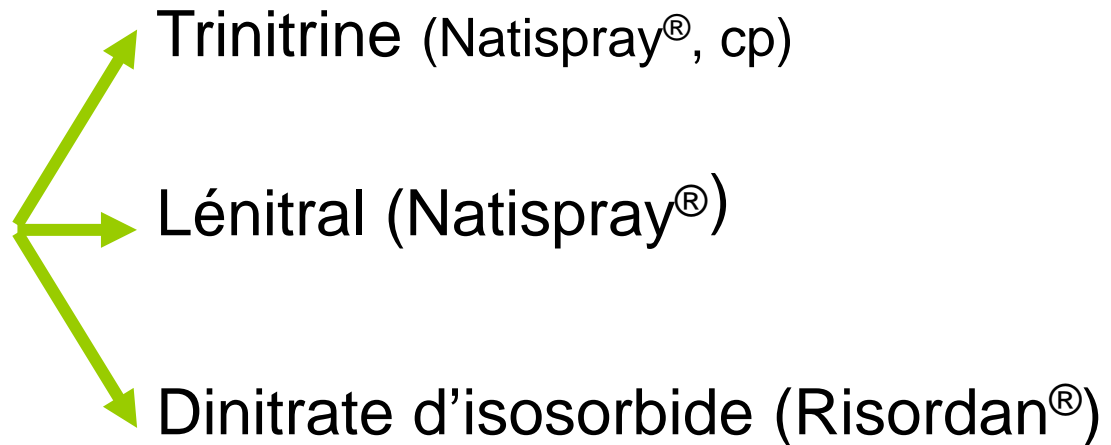 Trinitrine (Natispray®, cp)
Lénitral (Natispray®)
Dinitrate d’isosorbide (Risordan®)